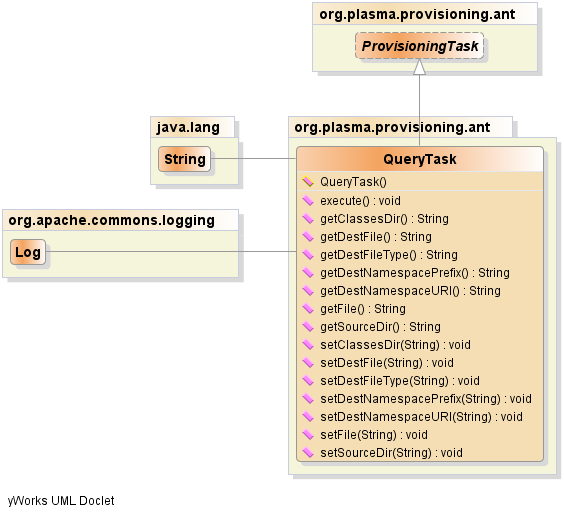 org.plasma.provisioning.ant
ProvisioningTask
java.lang
String
org.plasma.provisioning.ant
QueryTask
QueryTask()
execute() : void
getClassesDir() : String
getDestFile() : String
getDestFileType() : String
getDestNamespacePrefix() : String
getDestNamespaceURI() : String
getFile() : String
getSourceDir() : String
setClassesDir(String) : void
setDestFile(String) : void
setDestFileType(String) : void
setDestNamespacePrefix(String) : void
setDestNamespaceURI(String) : void
setFile(String) : void
setSourceDir(String) : void
org.apache.commons.logging
Log
yWorks UML Doclet